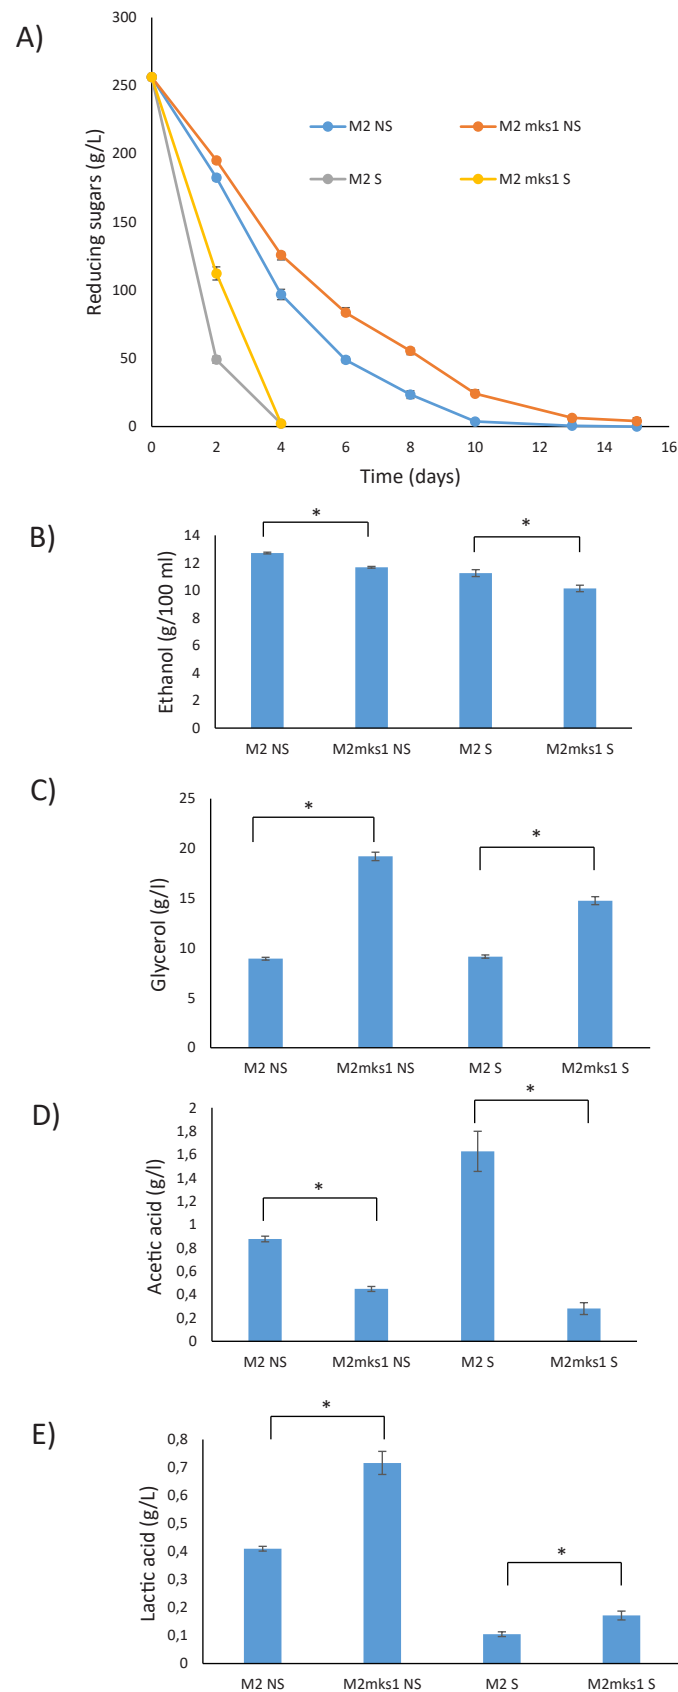 A)
Reducing sugars (g/L)
300
250
200
150
100
50
0
M2 NS
M2 mks1 NS
M2 S
M2 mks1 S
0 2 4 6 8 10 12 14 16
Time (days)
B)
Ethanol (g/100 ml)
14
12
10
8
6
4
2
0
* *
M2 NS M2mks1 NS M2 S M2mks1 S
C)
Glycerol (g/l)
25
20
15
10
5
0
* *
M2 NS M2mks1 NS M2 S M2mks1 S
D)
Acetic acid (g/l)
2
1,8
1,6
1,4
1,2
1
0,8
0,6
0,4
0,2
0
* *
M2 NS M2mks1 NS M2 S M2mks1 S
E)
Lactic acid (g/L)
0,8
0,7
0,6
0,5
0,4
0,3
0,2
0,1
0
* *
M2 NS M2mks1 NS M2 S M2mks1 S